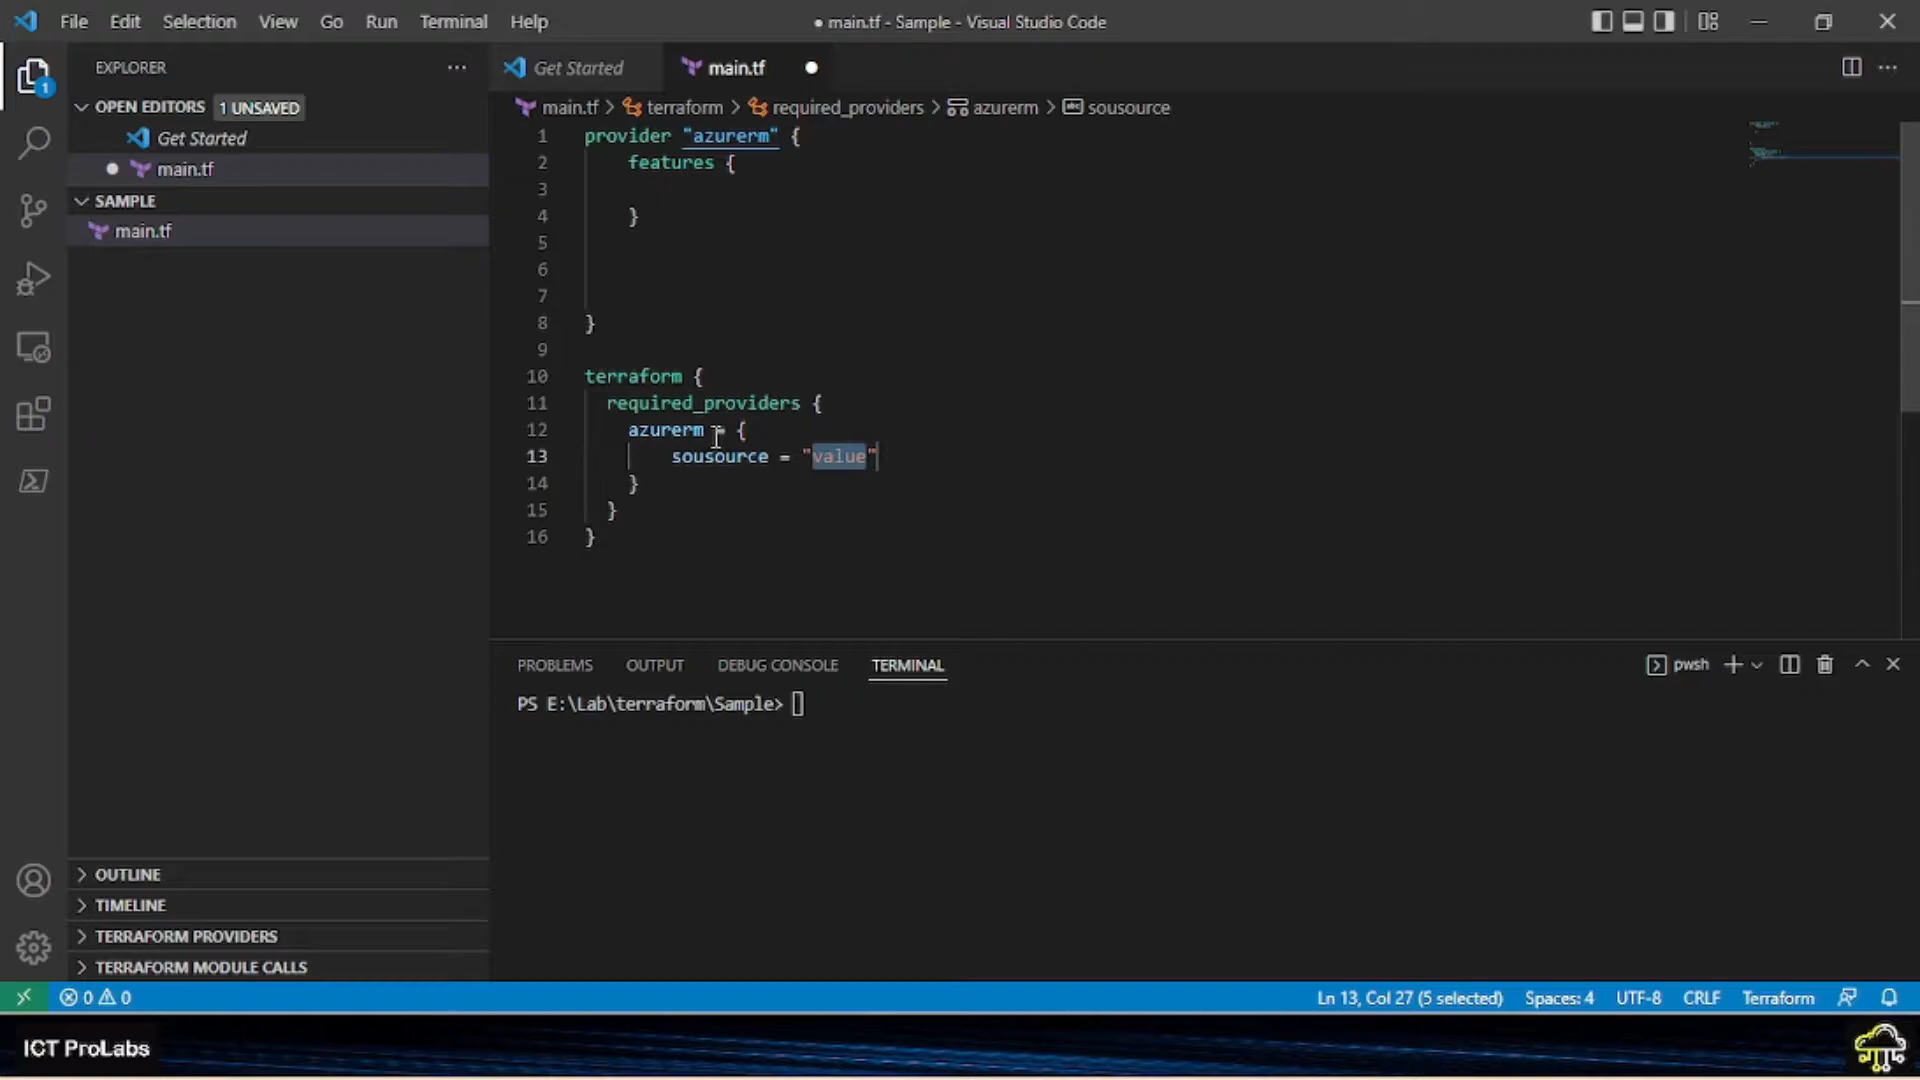 File Edit Selection View Go Run Terminal Help
● main.tf - Sample - Visual Studio Code
EXPLORER
1
OPEN EDITORS 1 UNSAVED
Get Started
main.tf
SAMPLE
main.tf
OUTLINE
TIMELINE
TERRAFORM PROVIDERS
TERRAFORM MODULE CALLS
Get Started main.tf
main.tf > terraform > required_providers > azurerm > sousource
1 provider "azurerm" {
2 features {
3
4 }
5
6
7
8 }
9
10 terraform {
11 required_providers {
12 azurerm = {
13 sousource = "value"
14 }
15 }
16 }
PROBLEMS OUTPUT DEBUG CONSOLE TERMINAL
pwsh
PS E:\Lab\terraform\Sample>
0 0
Ln 13, Col 27 (5 selected) Spaces: 4 UTF-8 CRLF Terraform
ICT ProLabs